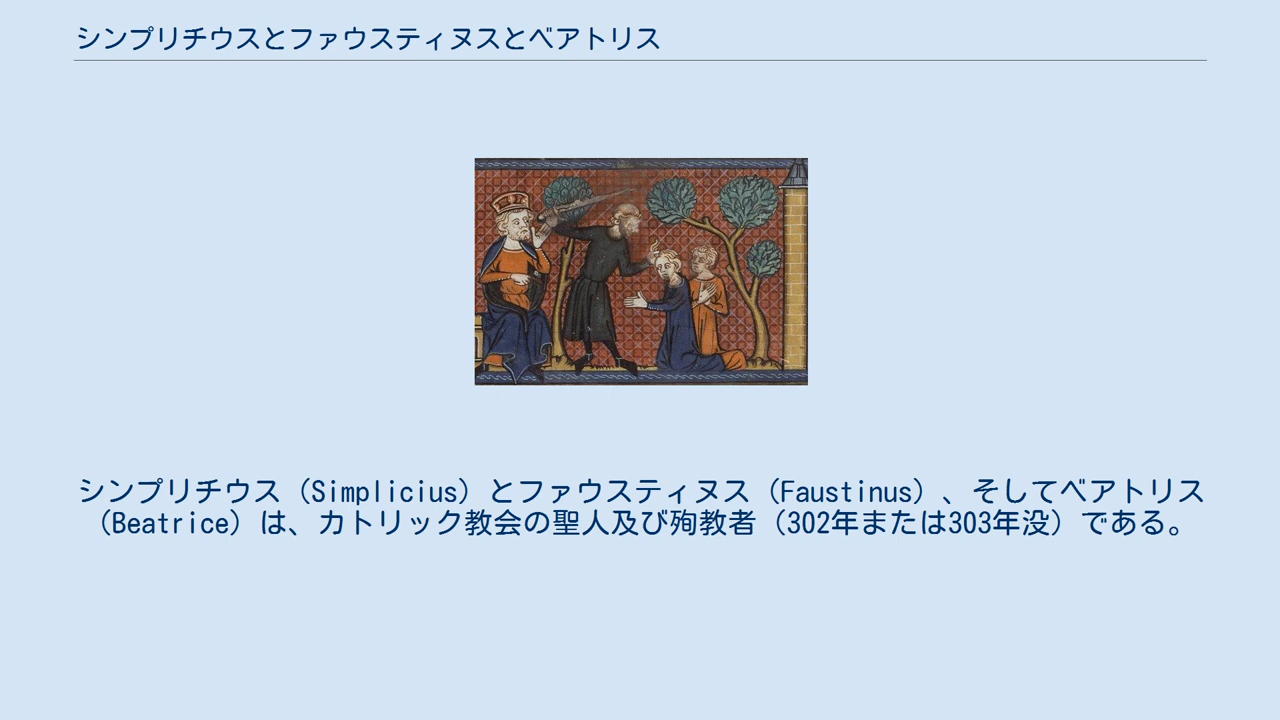 シンプリチウスとファウスティヌスとベアトリス
シンプリチウス（Simplicius）とファウスティヌス（Faustinus）、そしてベアトリス
（Beatrice）は、カトリック教会の聖人及び殉教者（302年または303年没）である。